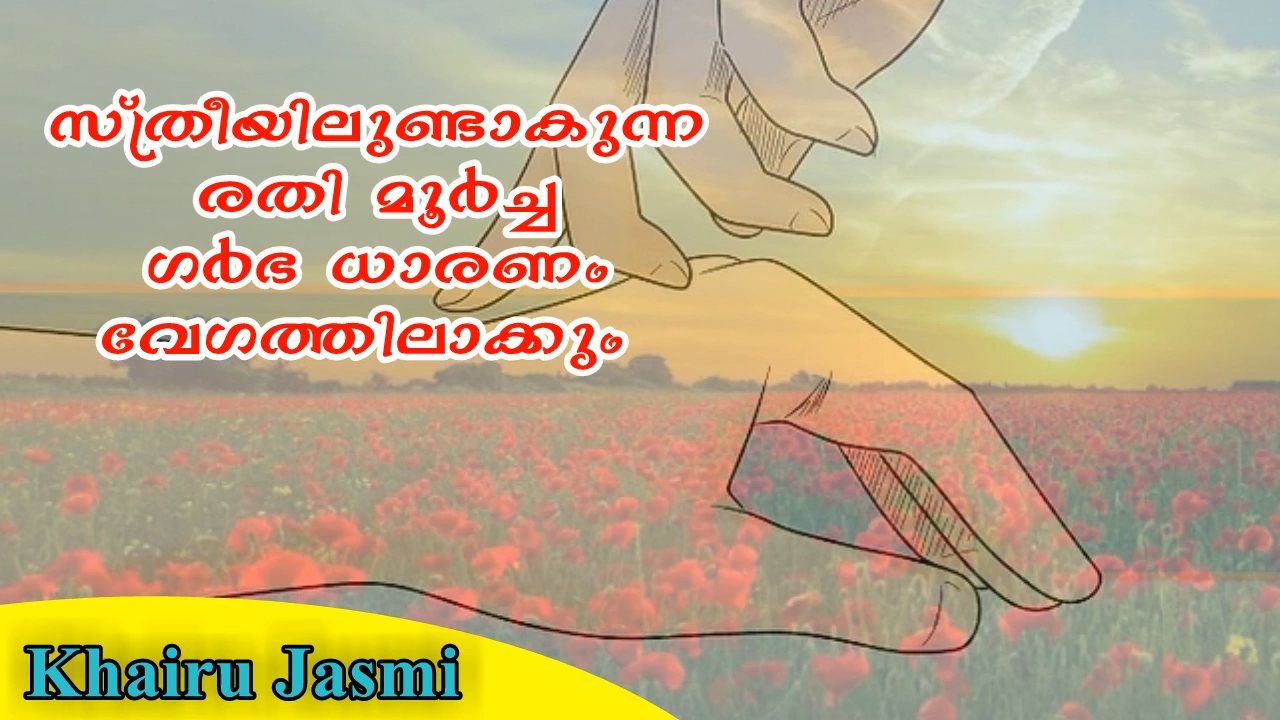 സ്ത്രീയിലുണ്ടാകുന്ന
രതി മൂർച്ച
ഗർഭ ധാരണം
വേഗത്തിലാക്കും
Khairu Jasmi